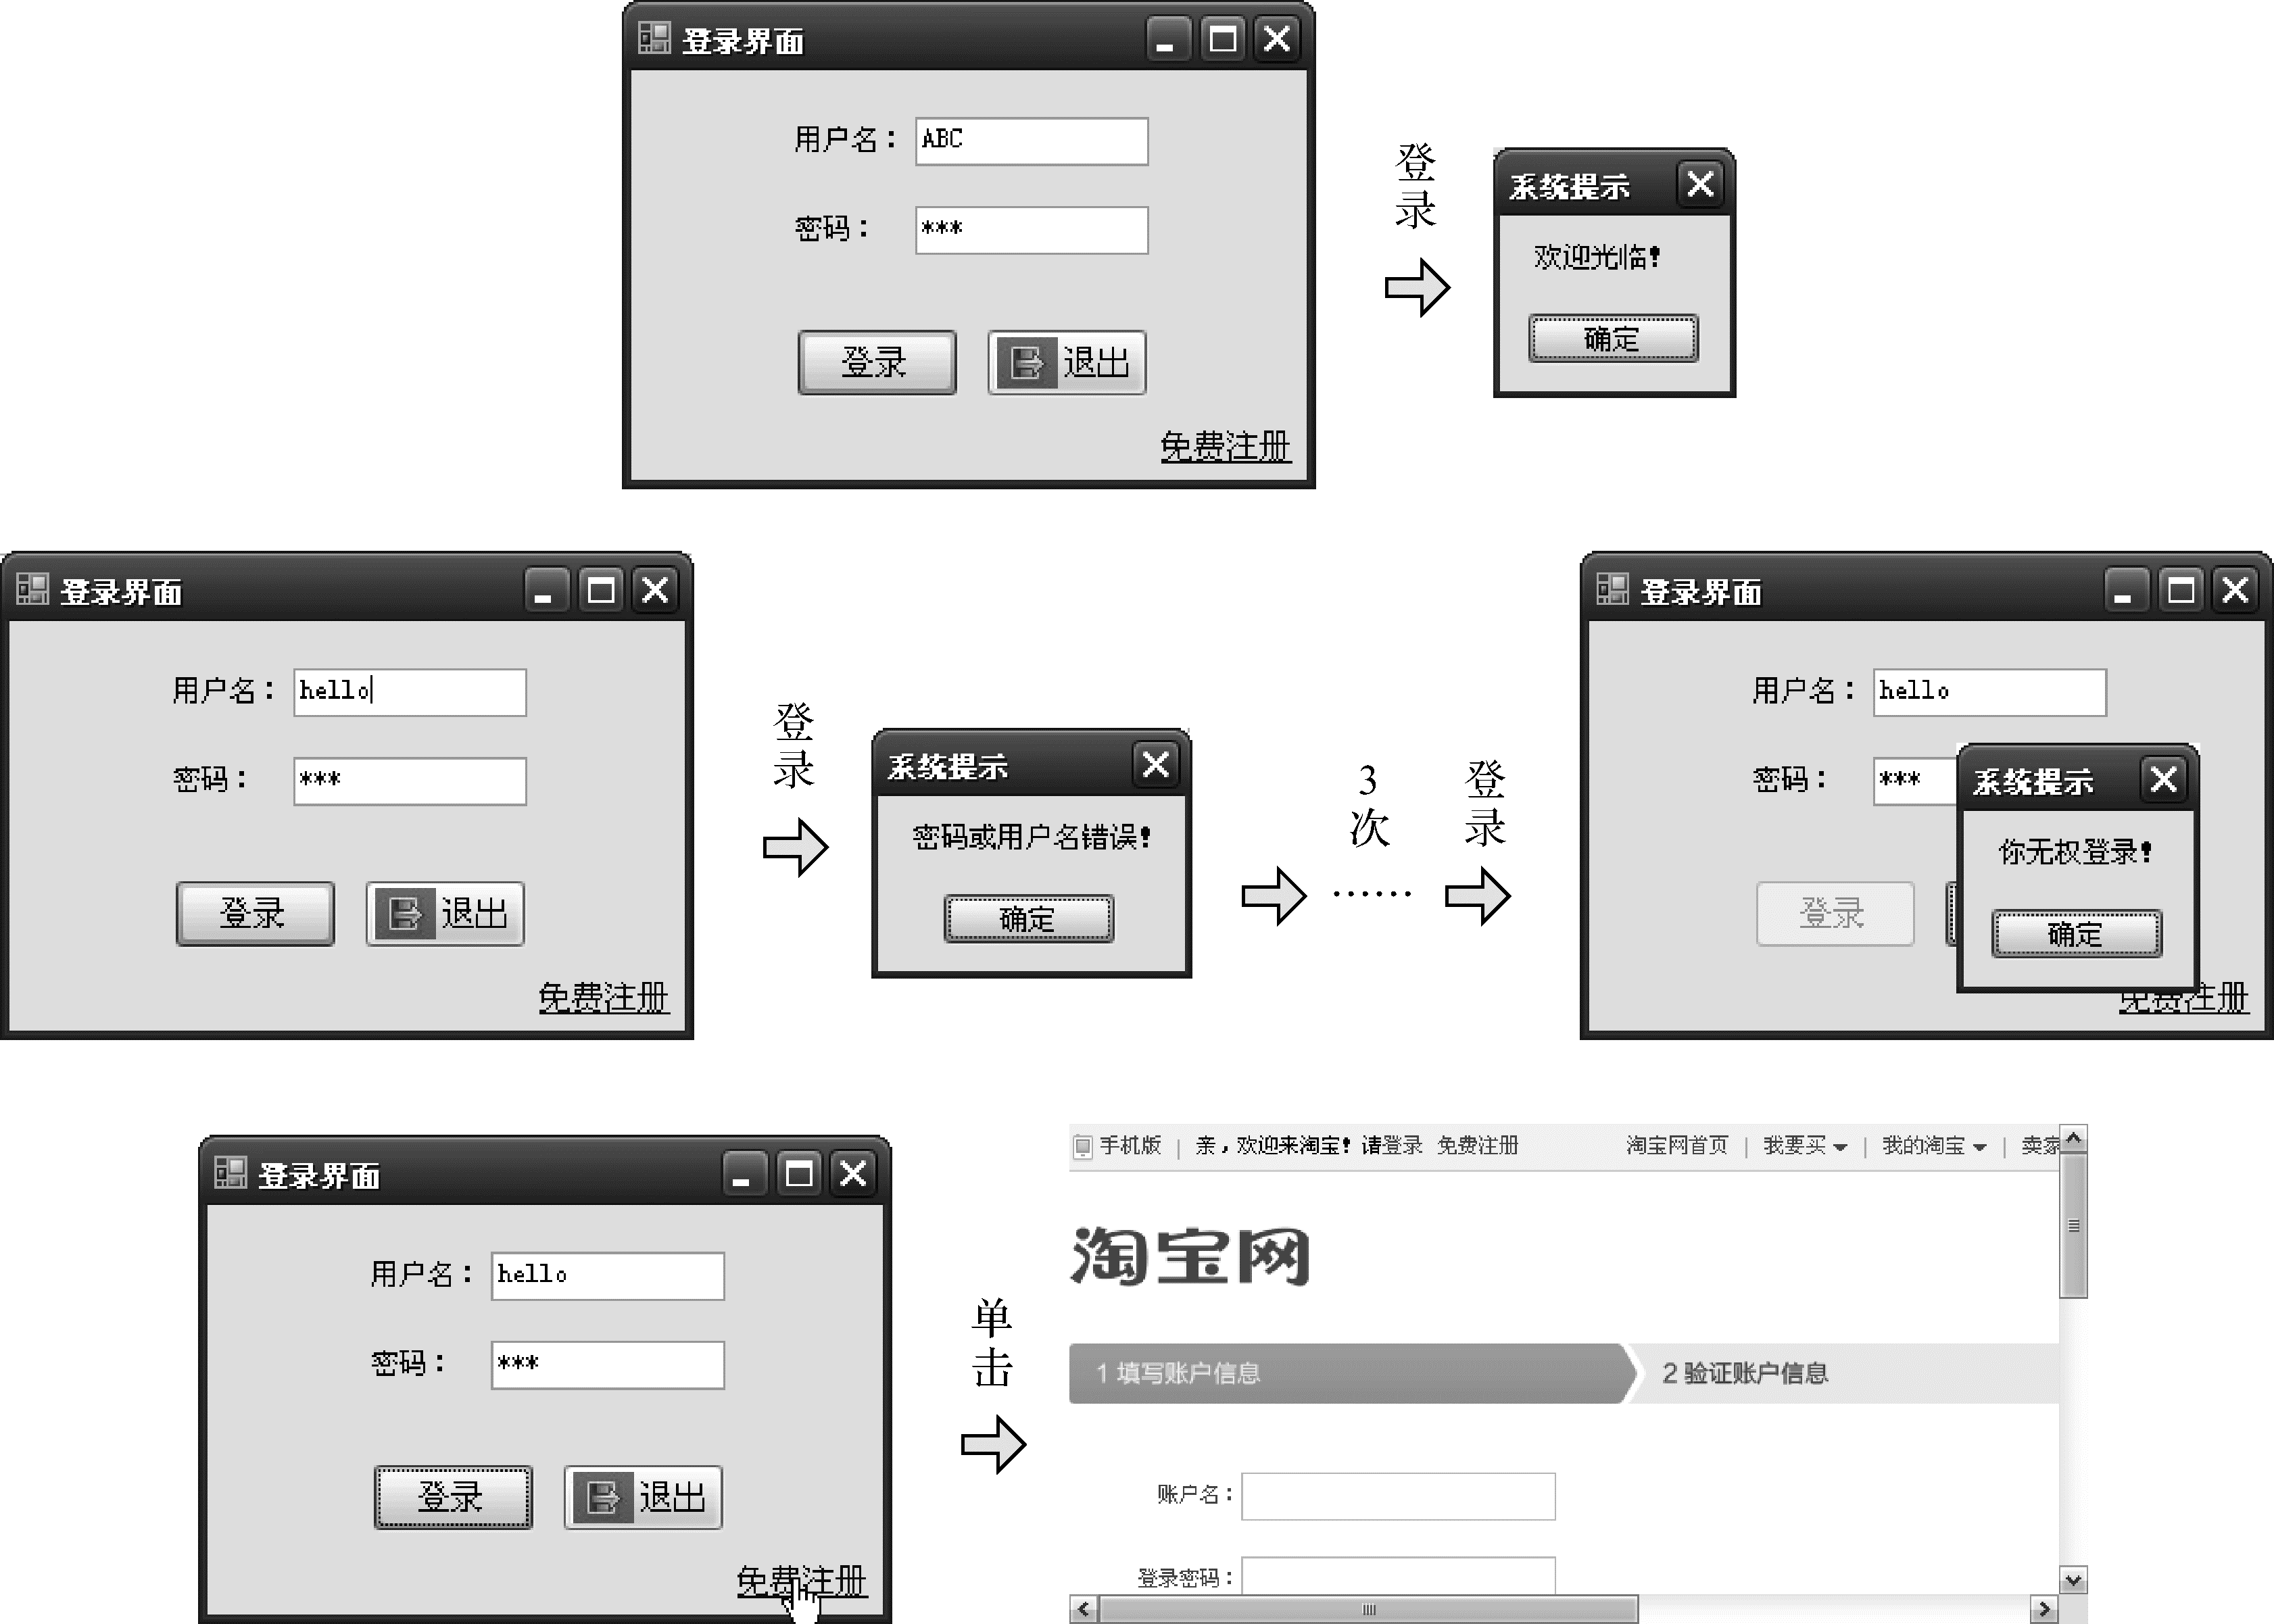 登录界面
用户名：ABC
密码：***
登录 退出
免费注册
登录
系统提示
欢迎光临！
确定
登录界面
用户名：hello
密码：***
登录 退出
免费注册
登录
系统提示
密码或用户名错误！
确定
3次
……
登录
登录界面
用户名：hello
密码：***
登录
系统提示
你无权登录！
确定
免费注册
登录界面
用户名：hello
密码：***
登录 退出
免费注册
单击
手机版 | 亲，欢迎来淘宝！请登录 免费注册 淘宝网首页 | 我要买 | 我的淘宝 | 卖家
淘宝网
1 填写账户信息 2 验证账户信息
账户名：
登录密码：